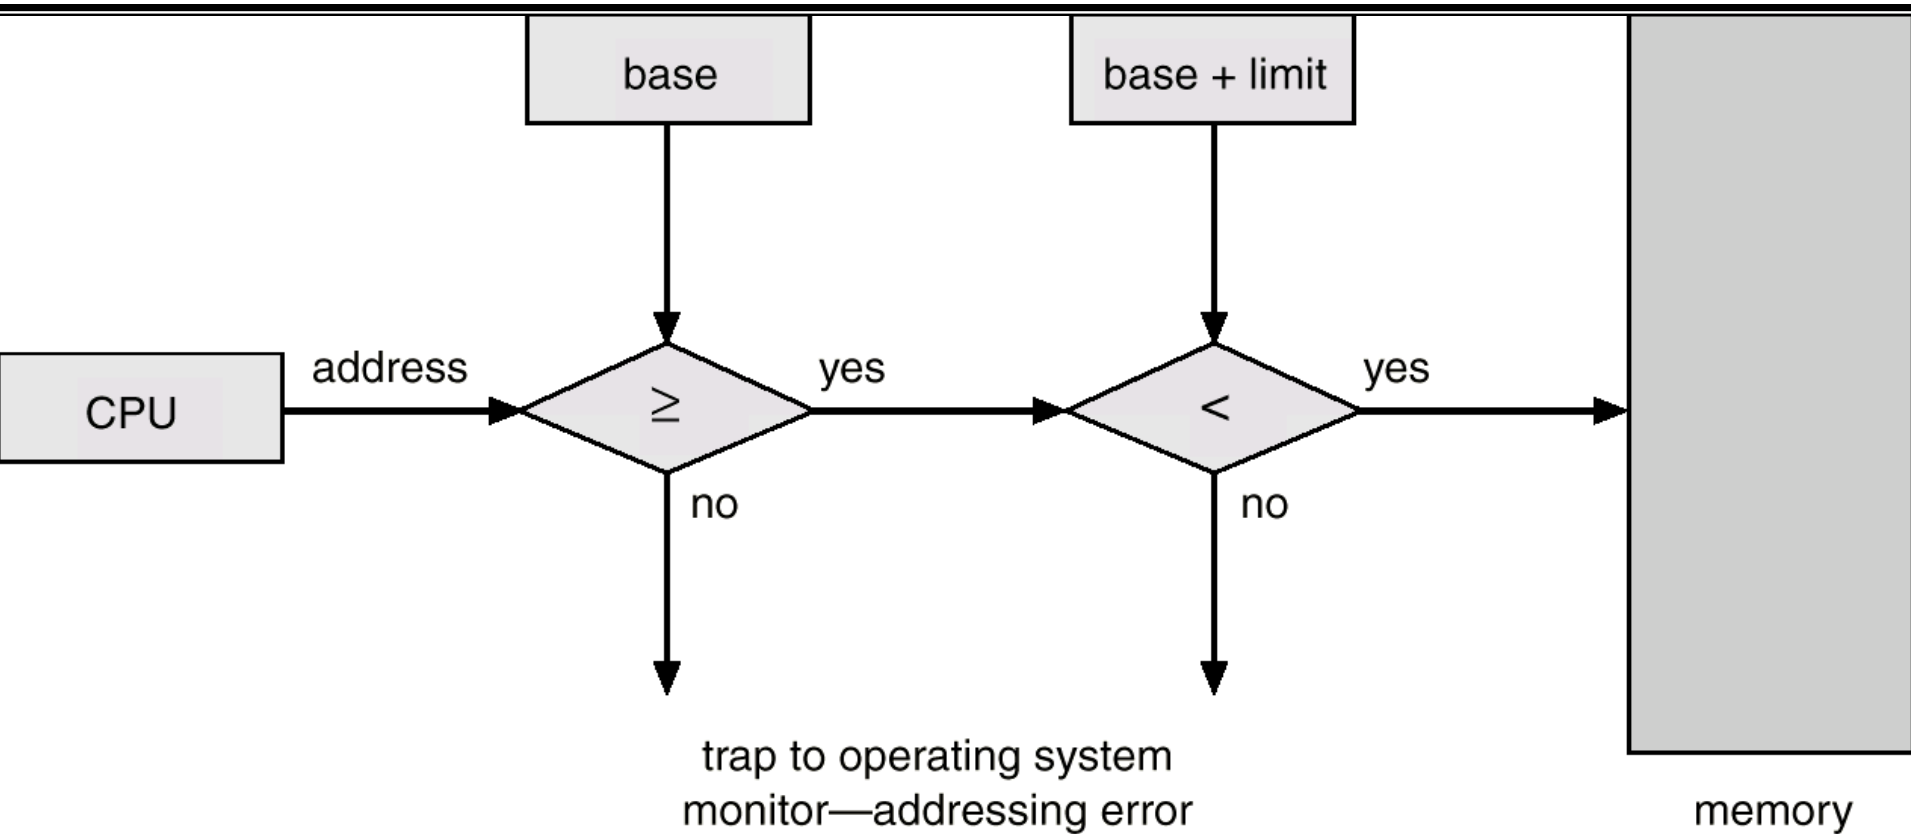 base
base + limit
address
yes
yes
CPU
≥
<
no
no
trap to operating system
monitor—addressing error
memory